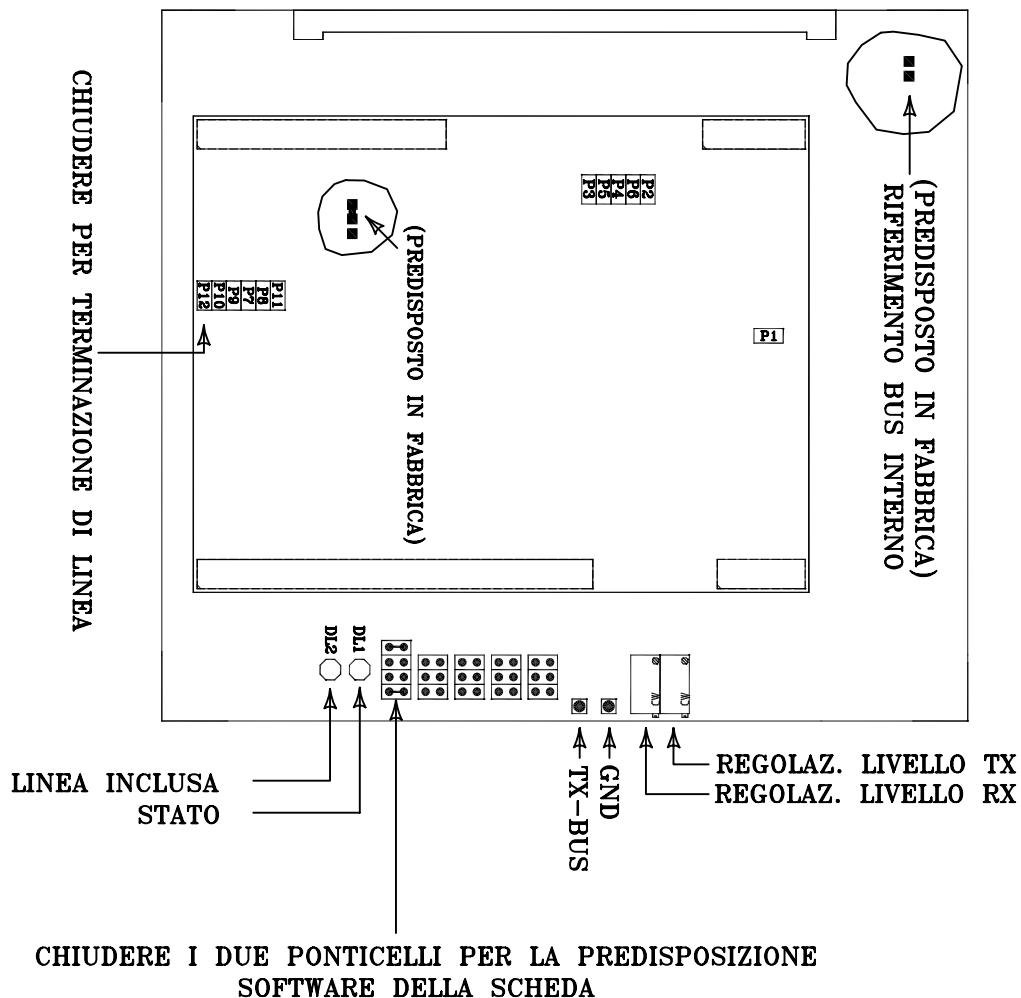 CHIUDERE PER TERMINAZIONE DI LINEA
(PREDISPOSTO IN FABBRICA)
RIFERIMENTO BUS INTERNO
P3
P5
P4
P6
P2
(PREDISPOSTO IN FABBRICA)
P12
P10
P9
P7
P8
P11
P1
DL2
DL1
CW
CW
LINEA INCLUSA
STATO
TX-BUS
GND
REGOLAZ. LIVELLO TX
REGOLAZ. LIVELLO RX
CHIUDERE I DUE PONTICELLI PER LA PREDISPOSIZIONE
SOFTWARE DELLA SCHEDA